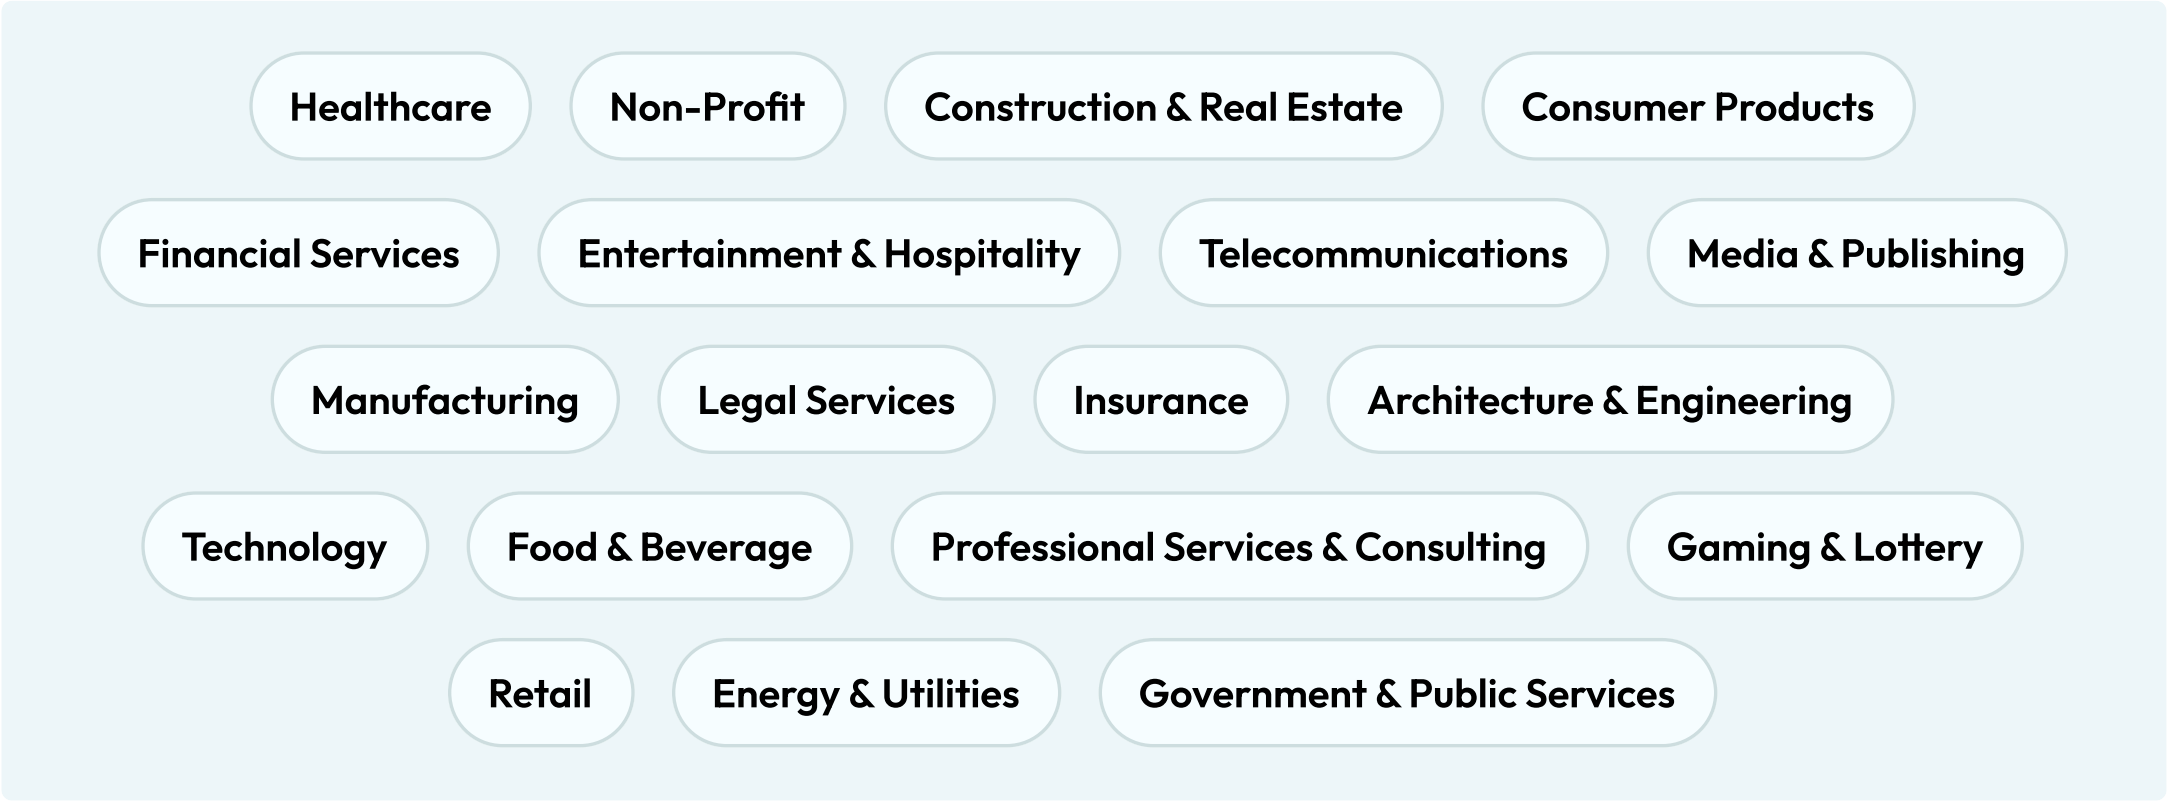 Healthcare
Non-Profit
Construction & Real Estate
Consumer Products
Financial Services
Entertainment & Hospitality
Telecommunications
Media & Publishing
Manufacturing
Legal Services
Insurance
Architecture & Engineering
Technology
Food & Beverage
Professional Services & Consulting
Gaming & Lottery
Retail
Energy & Utilities
Government & Public Services